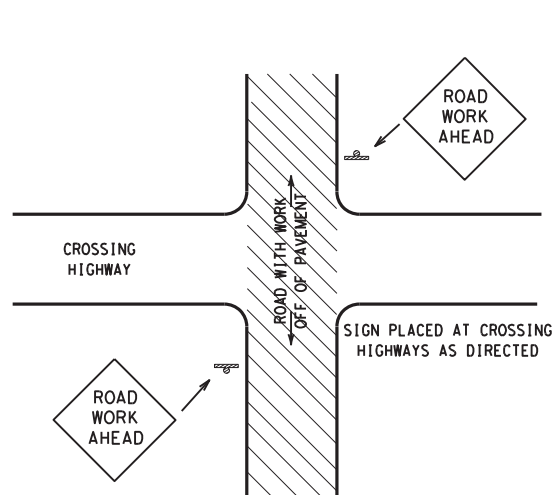 ROAD
WORK
AHEAD
CROSSING
HIGHWAY
ROAD WITH WORK
OFF OF PAVEMENT
SIGN PLACED AT CROSSING
HIGHWAYS AS DIRECTED
ROAD
WORK
AHEAD